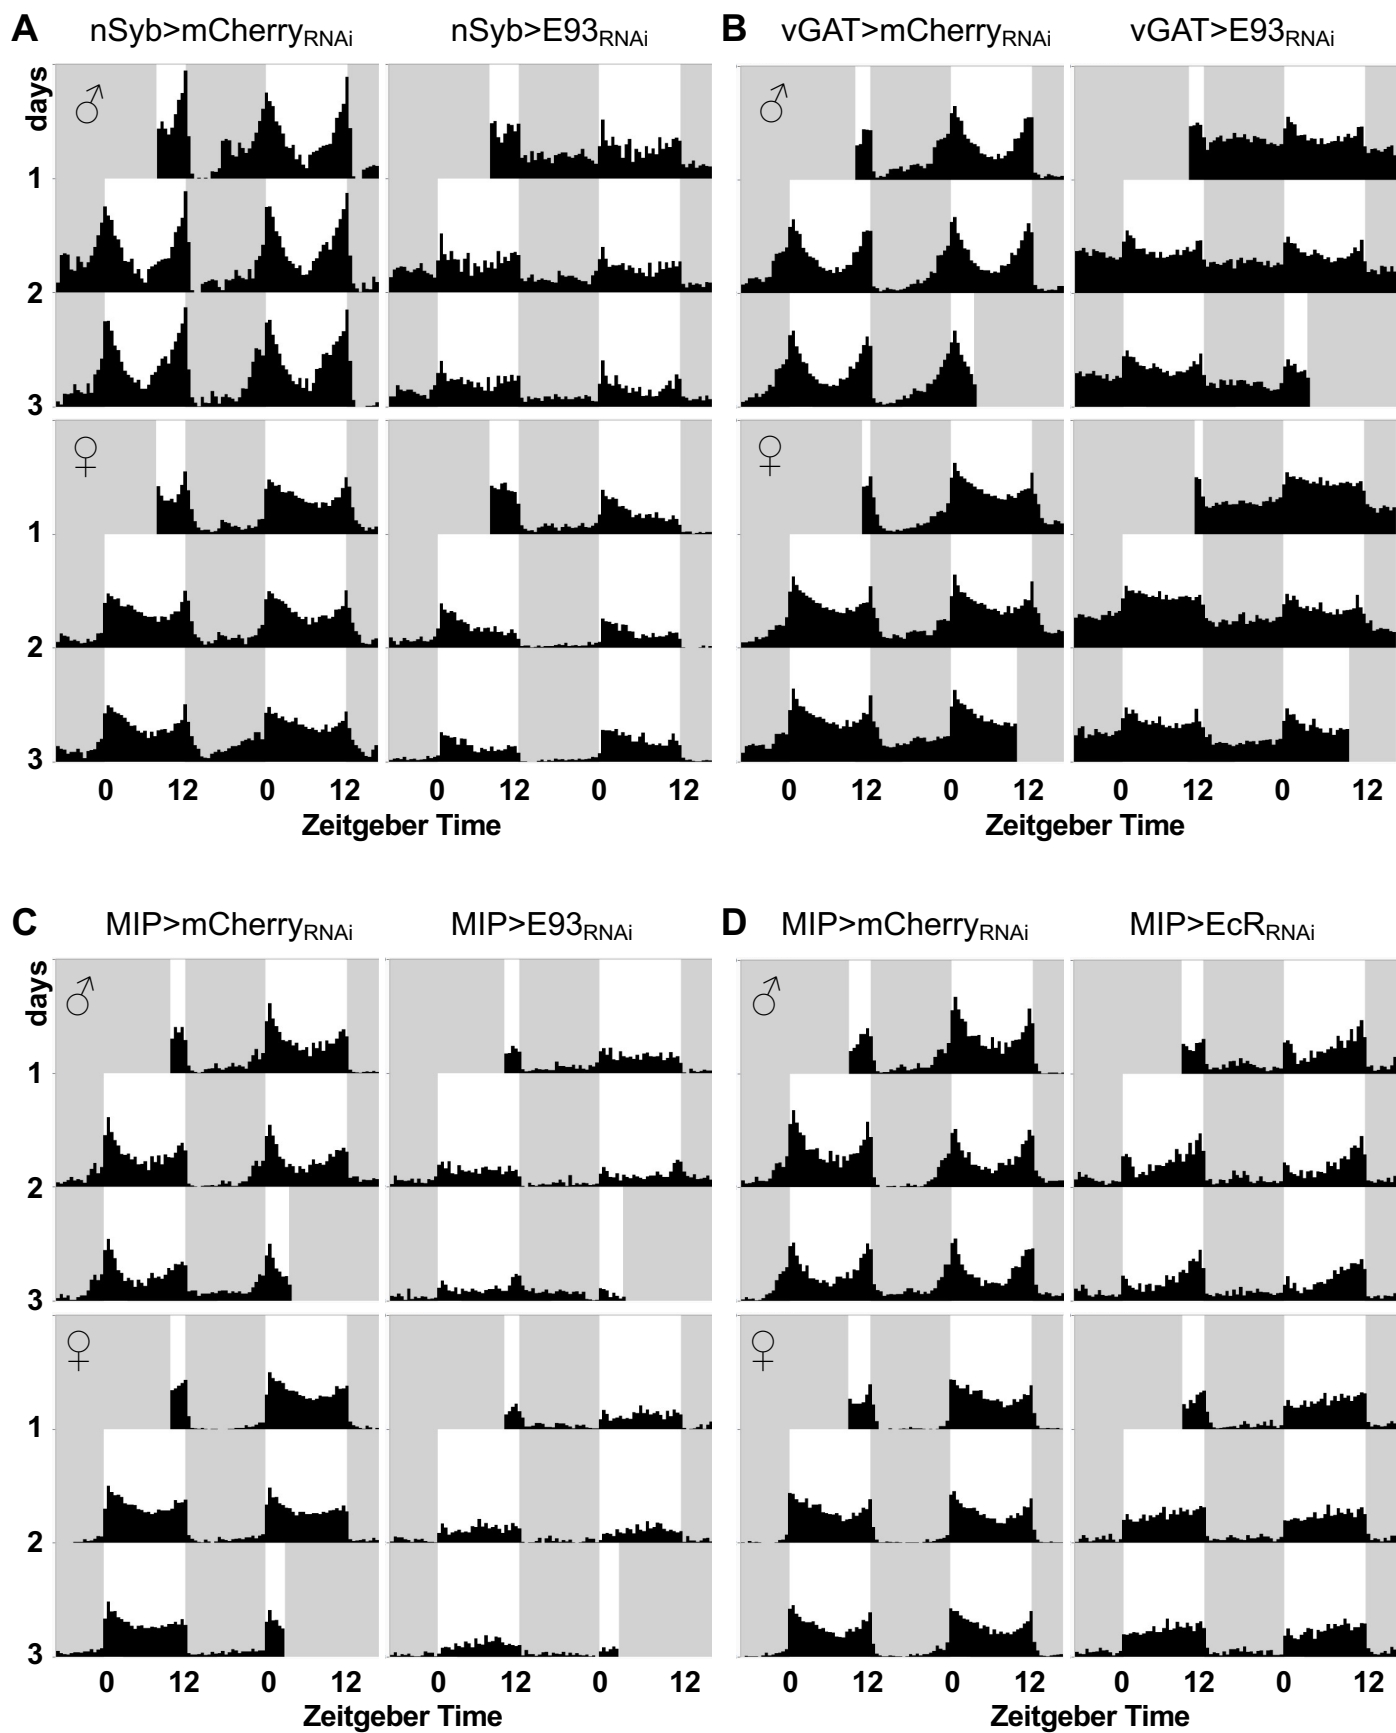 A nSyb>mCherryRNAi nSyb>E93RNAi
B vGAT>mCherryRNAi vGAT>E93RNAi
days
♂
♂
1
2
3
♀
♀
1
2
3
0 12 0 12 0 12 0 12
0 12 0 12 0 12 0 12
Zeitgeber Time
Zeitgeber Time
C MIP>mCherryRNAi MIP>E93RNAi
D MIP>mCherryRNAi MIP>EcRRNAi
days
♂
♂
1
2
3
♀
♀
1
2
3
0 12 0 12 0 12 0 12
0 12 0 12 0 12 0 12
Zeitgeber Time
Zeitgeber Time